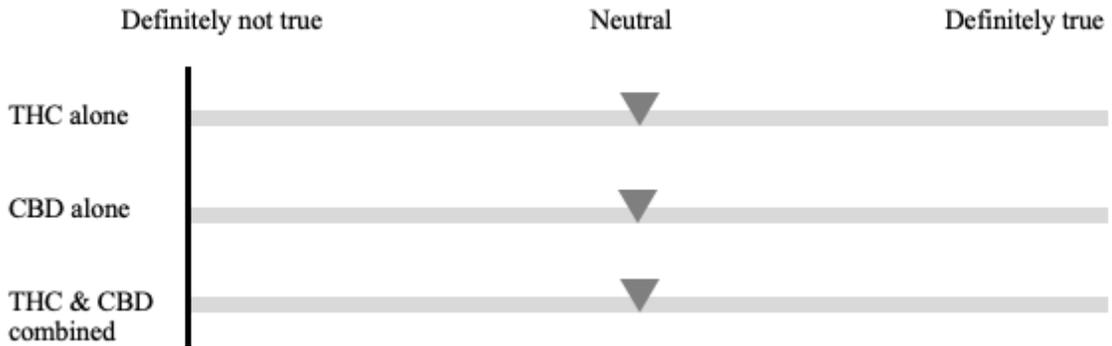 Definitely not true Neutral Definitely true
THC alone
CBD alone
THC & CBD
combined